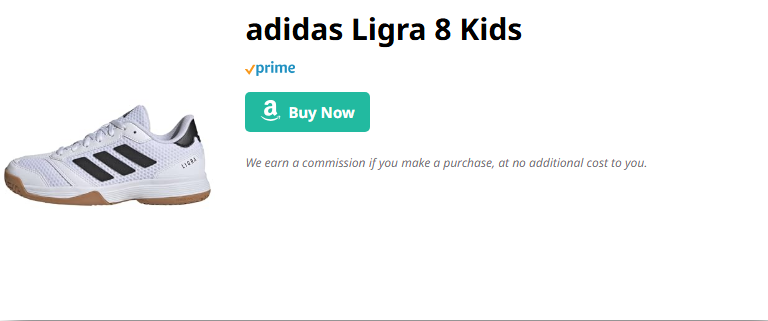 adidas Ligra 8 Kids
prime
Buy Now
LIGRA
We earn a commission if you make a purchase, at no additional cost to you.